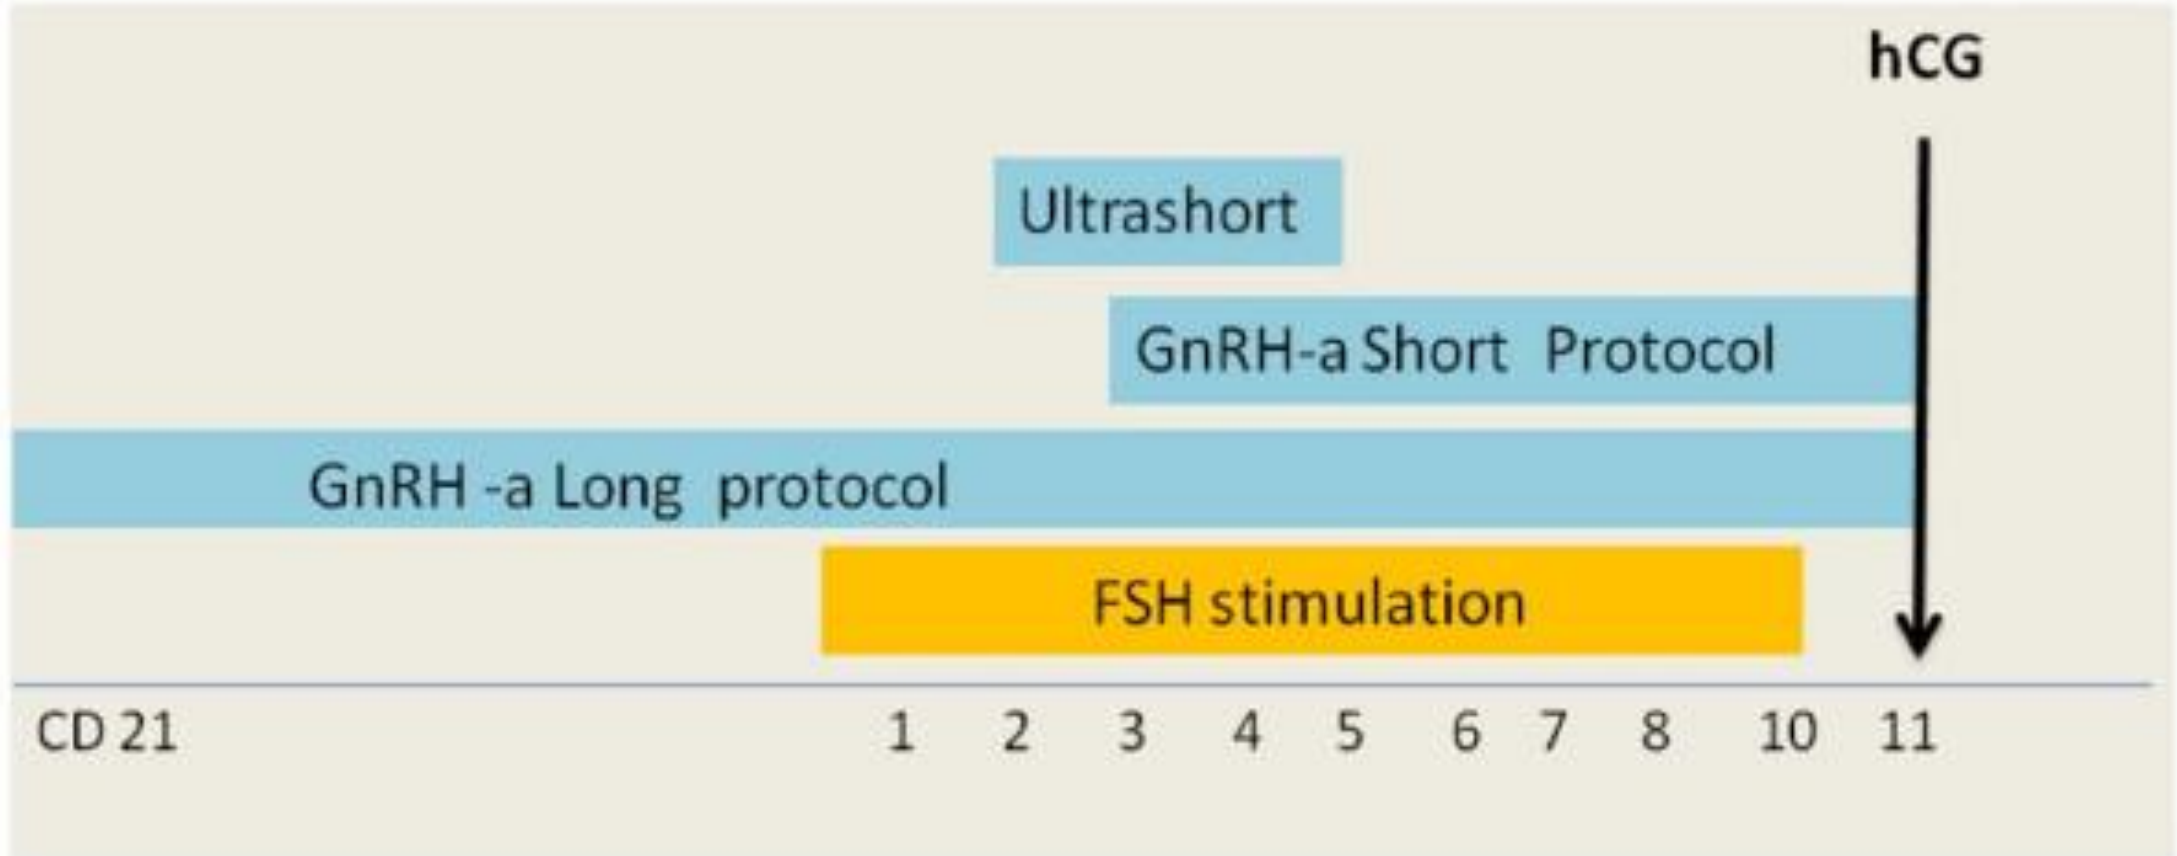 hCG
Ultrashort
GnRH-a Short Protocol
GnRH -a Long protocol
FSH stimulation
CD 21 1 2 3 4 5 6 7 8 10 11